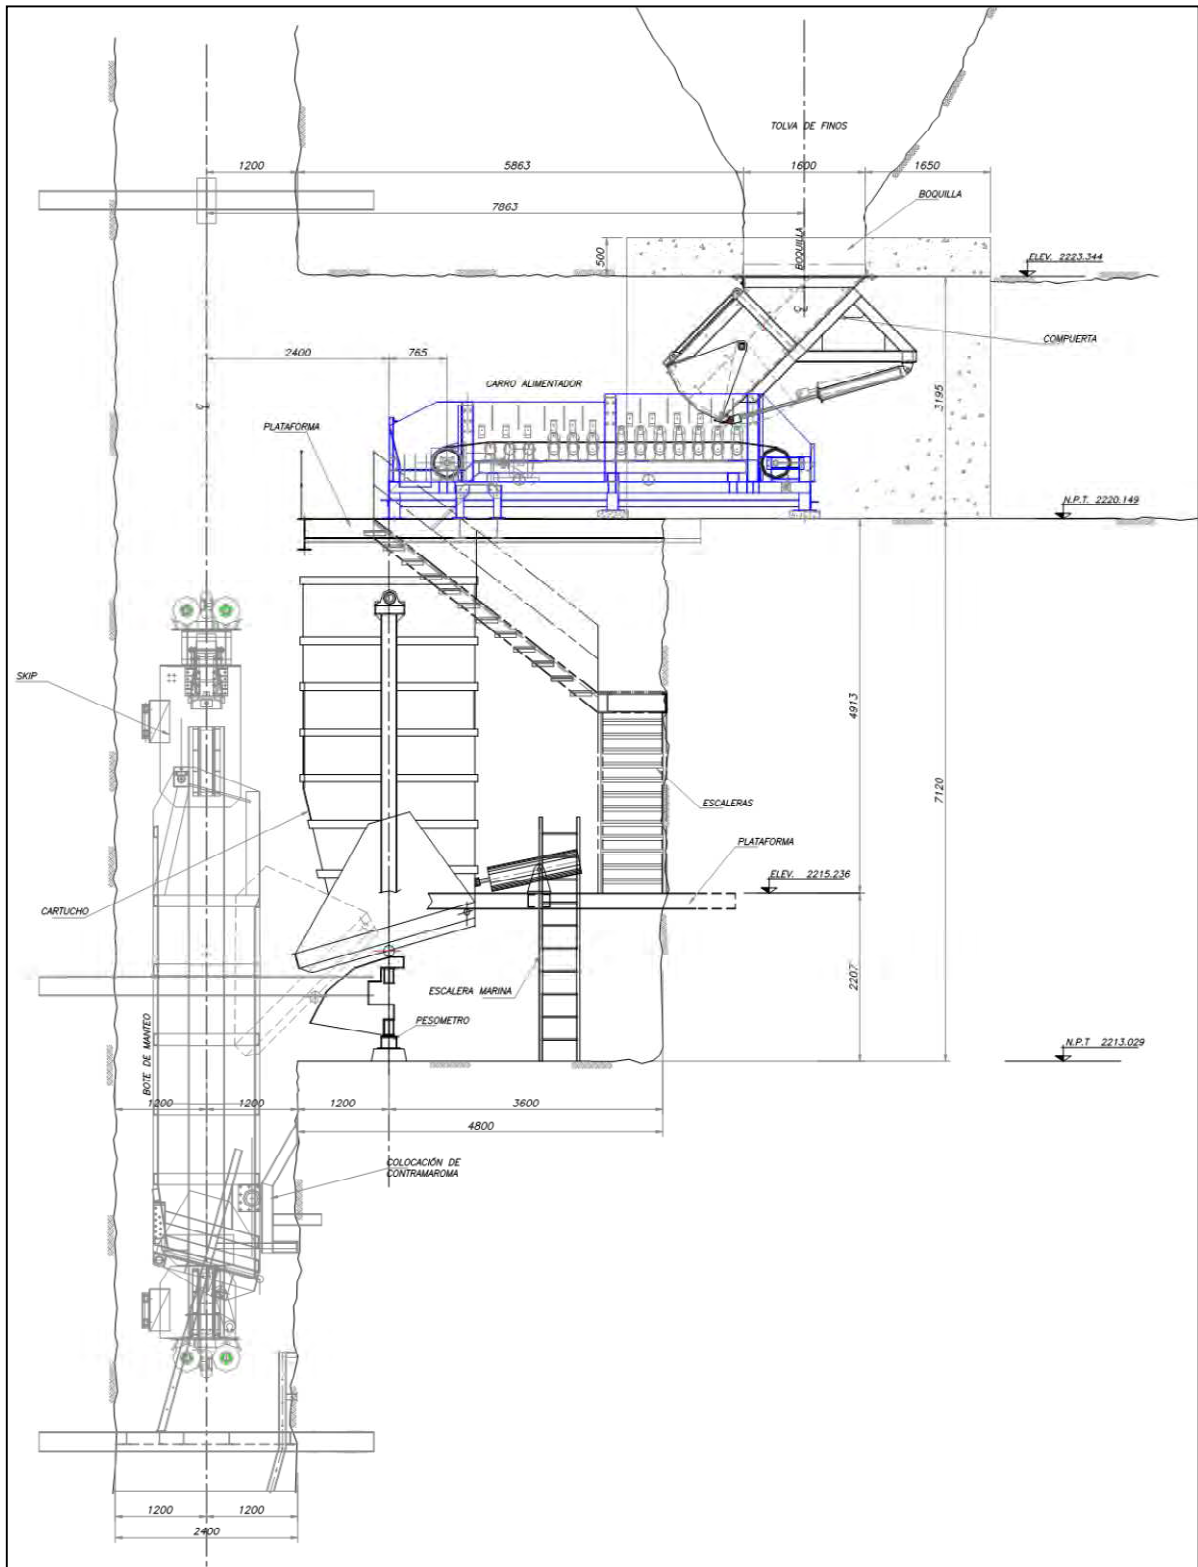 TOLVA DE FINOS
1200
5863
1600
1650
BOQUILLA
7863
BOQUILLA
500
ELEV. 2223.344
COMPUERTA
2400
765
CARRO ALIMENTADOR
3195
PLATAFORMA
N.P.T. 2220.149
SKIP
4913
7120
ESCALERAS
PLATAFORMA
ELEV. 2215.236
CARTUCHO
ESCALERA MARINA
2207
PESOMETRO
BOTE DE MANTEO
N.P.T 2213.029
1200
1200
1200
3600
4800
COLOCACIÓN DE
CONTRAMAROMA
1200
1200
2400